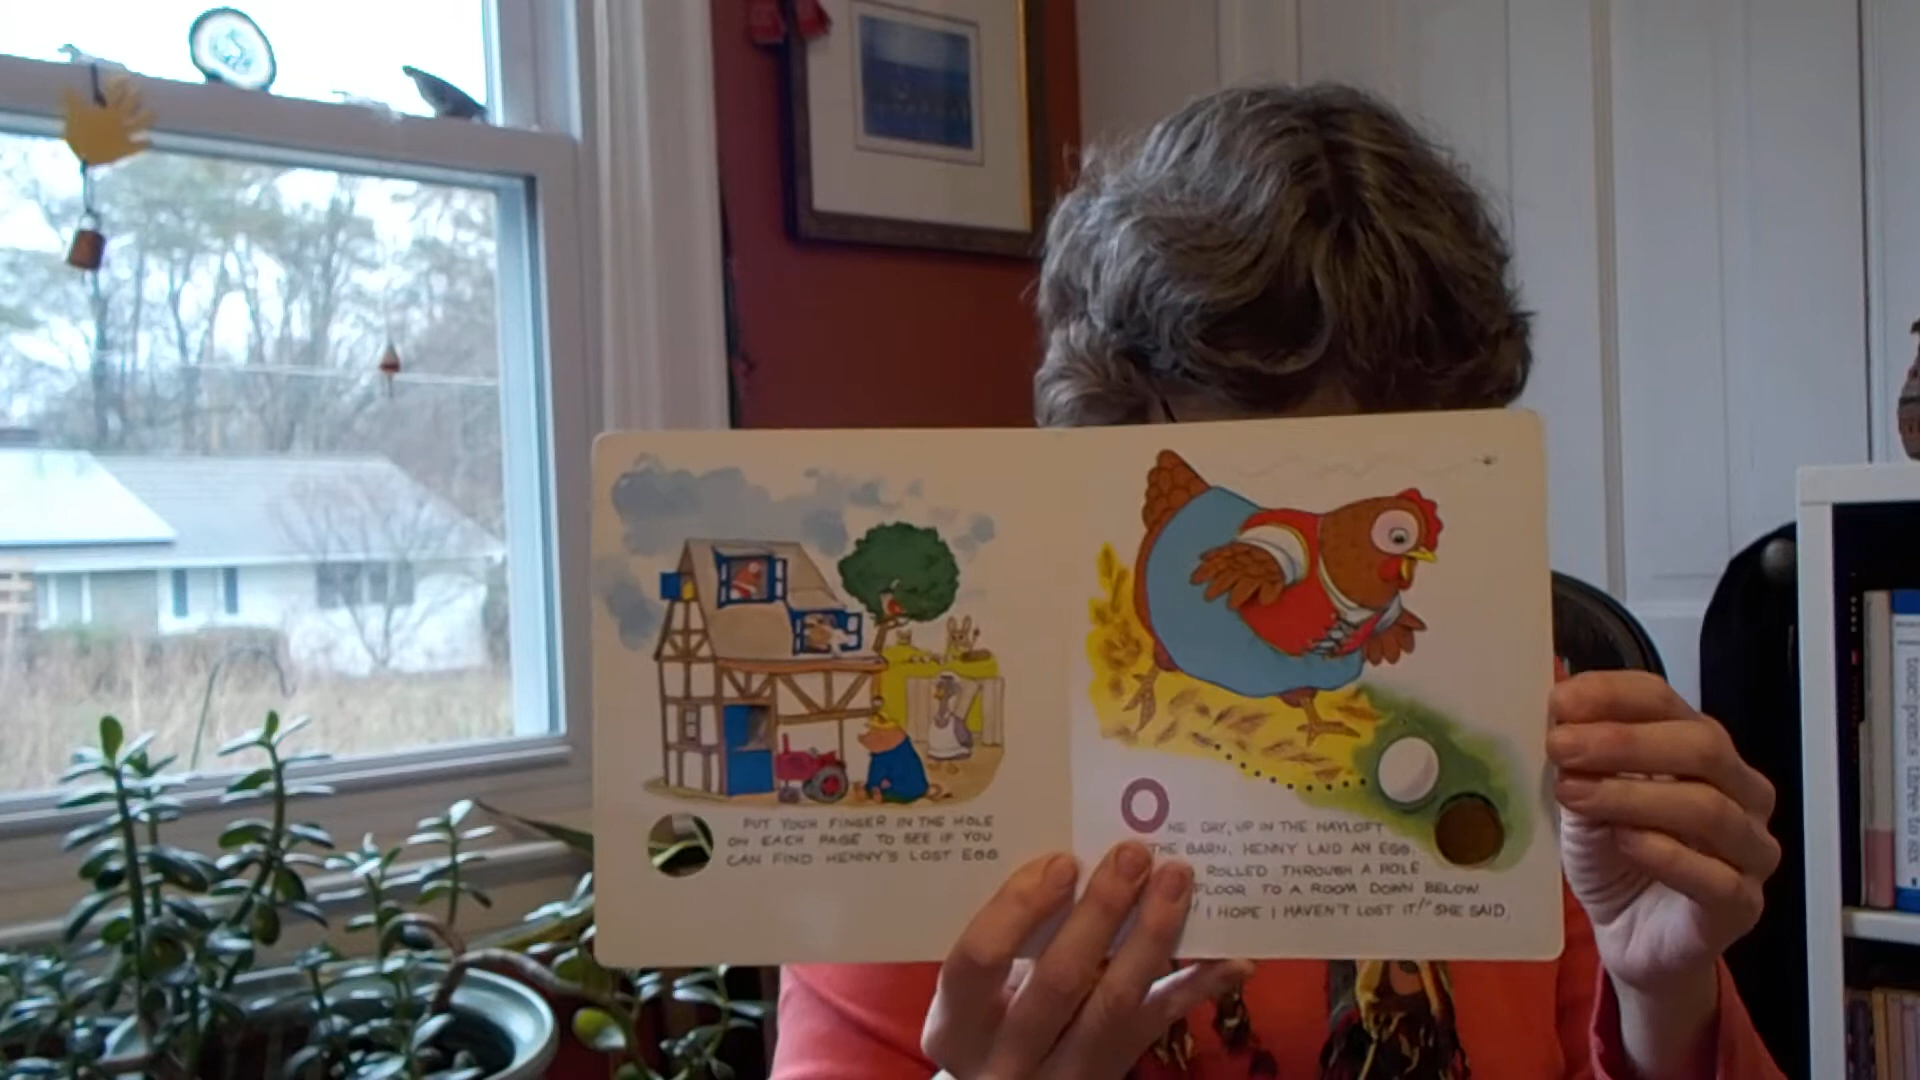 PUT YOUR FINGER IN THE HOLE
ON EACH PAGE TO SEE IF YOU
CAN FIND HENNY'S LOST EGG
ONE DAY, UP IN THE HAYLOFT
THE BARN, HENNY LAID AN EGG.
ROLLED THROUGH A HOLE
FLOOR TO A ROOM DOWN BELOW
! I HOPE I HAVEN'T LOST IT!" SHE SAID.